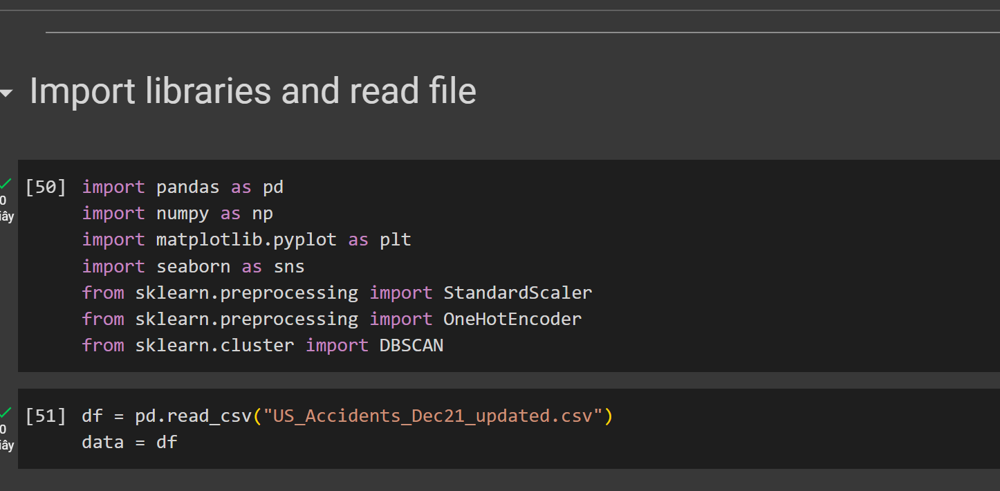 Import libraries and read file
[50] import pandas as pd
import numpy as np
import matplotlib.pyplot as plt
import seaborn as sns
from sklearn.preprocessing import StandardScaler
from sklearn.preprocessing import OneHotEncoder
from sklearn.cluster import DBSCAN
0
iây
[51] df = pd.read_csv("US_Accidents_Dec21_updated.csv")
data = df
0
iây